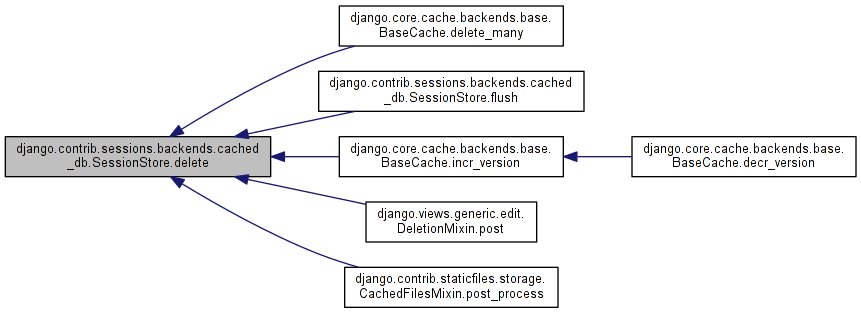 django.core.cache.backends.base.
BaseCache.delete_many
django.contrib.sessions.backends.cached
_db.SessionStore.flush
django.contrib.sessions.backends.cached
_db.SessionStore.delete
django.core.cache.backends.base.
BaseCache.incr_version
django.core.cache.backends.base.
BaseCache.decr_version
django.views.generic.edit.
DeletionMixin.post
django.contrib.staticfiles.storage.
CachedFilesMixin.post_process